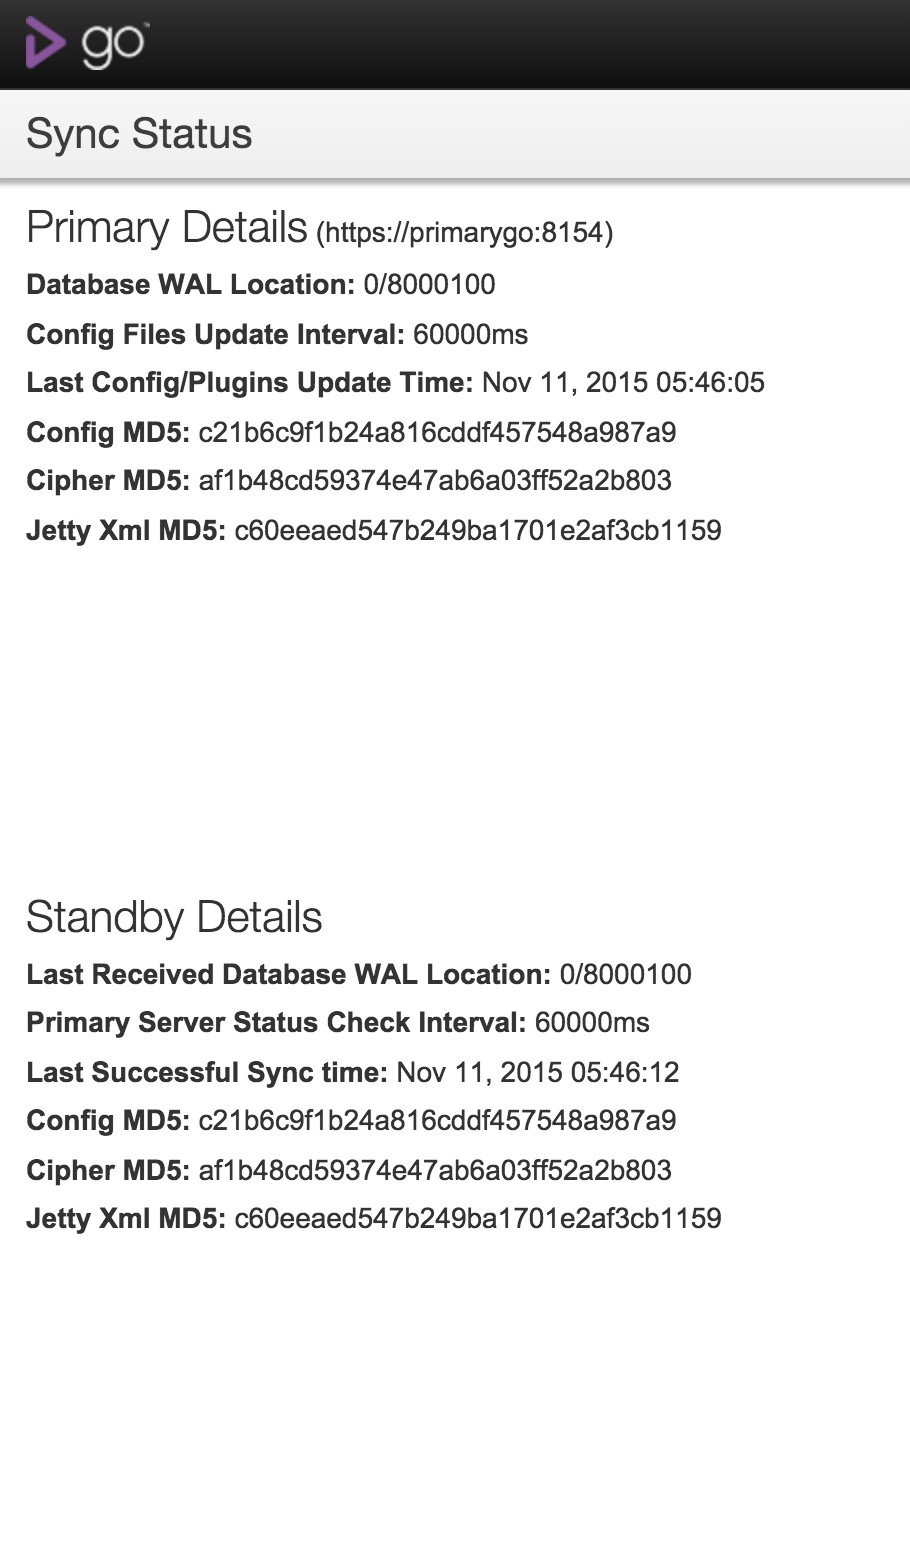 go™
Sync Status
Primary Details (https://primarygo:8154)
Database WAL Location: 0/8000100
Config Files Update Interval: 60000ms
Last Config/Plugins Update Time: Nov 11, 2015 05:46:05
Config MD5: c21b6c9f1b24a816cddf457548a987a9
Cipher MD5: af1b48cd59374e47ab6a03ff52a2b803
Jetty Xml MD5: c60eeaed547b249ba1701e2af3cb1159
Standby Details
Last Received Database WAL Location: 0/8000100
Primary Server Status Check Interval: 60000ms
Last Successful Sync time: Nov 11, 2015 05:46:12
Config MD5: c21b6c9f1b24a816cddf457548a987a9
Cipher MD5: af1b48cd59374e47ab6a03ff52a2b803
Jetty Xml MD5: c60eeaed547b249ba1701e2af3cb1159